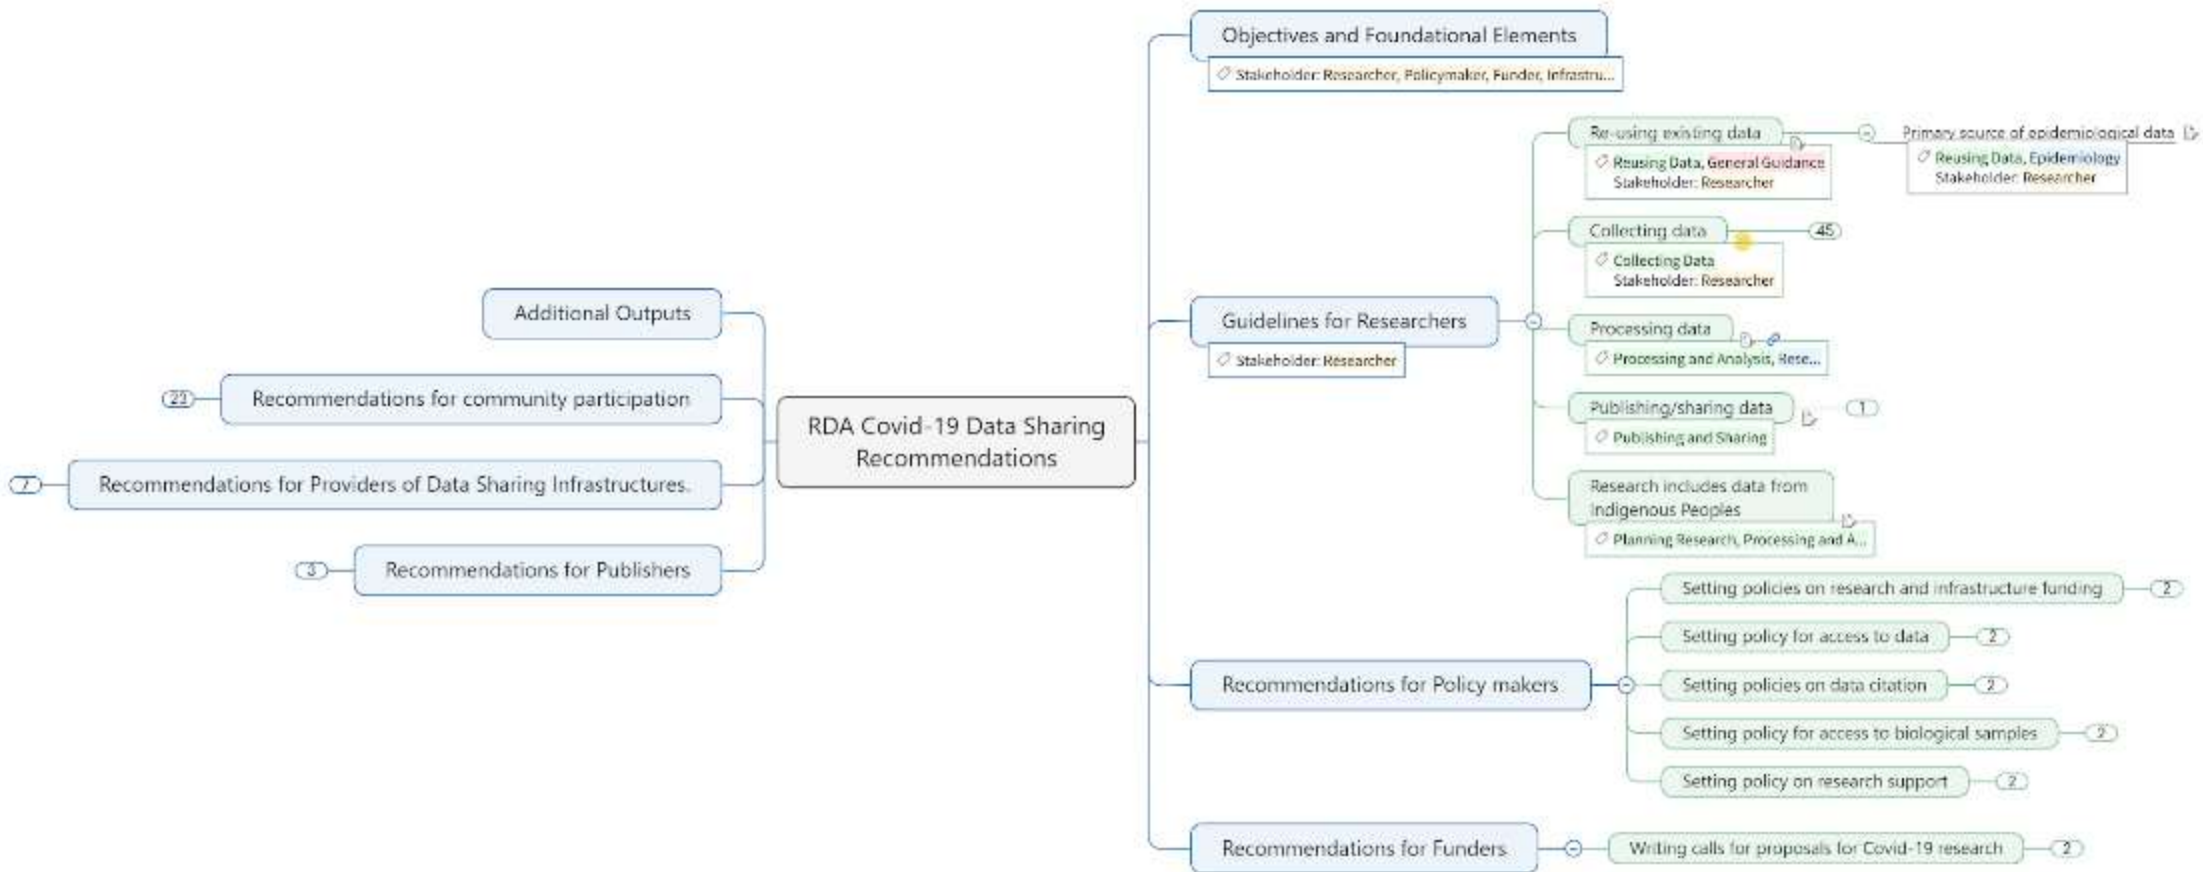 Objectives and Foundational Elements
Stakeholder: Researcher, Policymaker, Funder, Infrastru...
Re-using existing data
Reusing Data, General Guidance
Stakeholder: Researcher
Primary source of epidemiological data
Reusing Data, Epidemiology
Stakeholder: Researcher
Collecting data
45
Collecting Data
Stakeholder: Researcher
Guidelines for Researchers
Stakeholder: Researcher
Processing data
Processing and Analysis, Rese...
Publishing/sharing data
1
Publishing and Sharing
Research includes data from
Indigenous Peoples
Planning Research, Processing and A...
Additional Outputs
23
Recommendations for community participation
7
Recommendations for Providers of Data Sharing Infrastructures.
3
Recommendations for Publishers
RDA Covid-19 Data Sharing
Recommendations
Recommendations for Policy makers
Setting policies on research and infrastructure funding
2
Setting policy for access to data
2
Setting policies on data citation
2
Setting policy for access to biological samples
2
Setting policy on research support
2
Recommendations for Funders
Writing calls for proposals for Covid-19 research
2